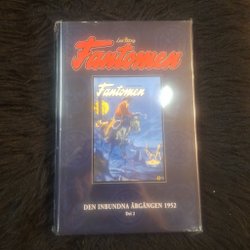 Lee Falk
Fantomen
Fantomen
DEN INBUNDNA ÅRGÅNGEN 1952
Del 2